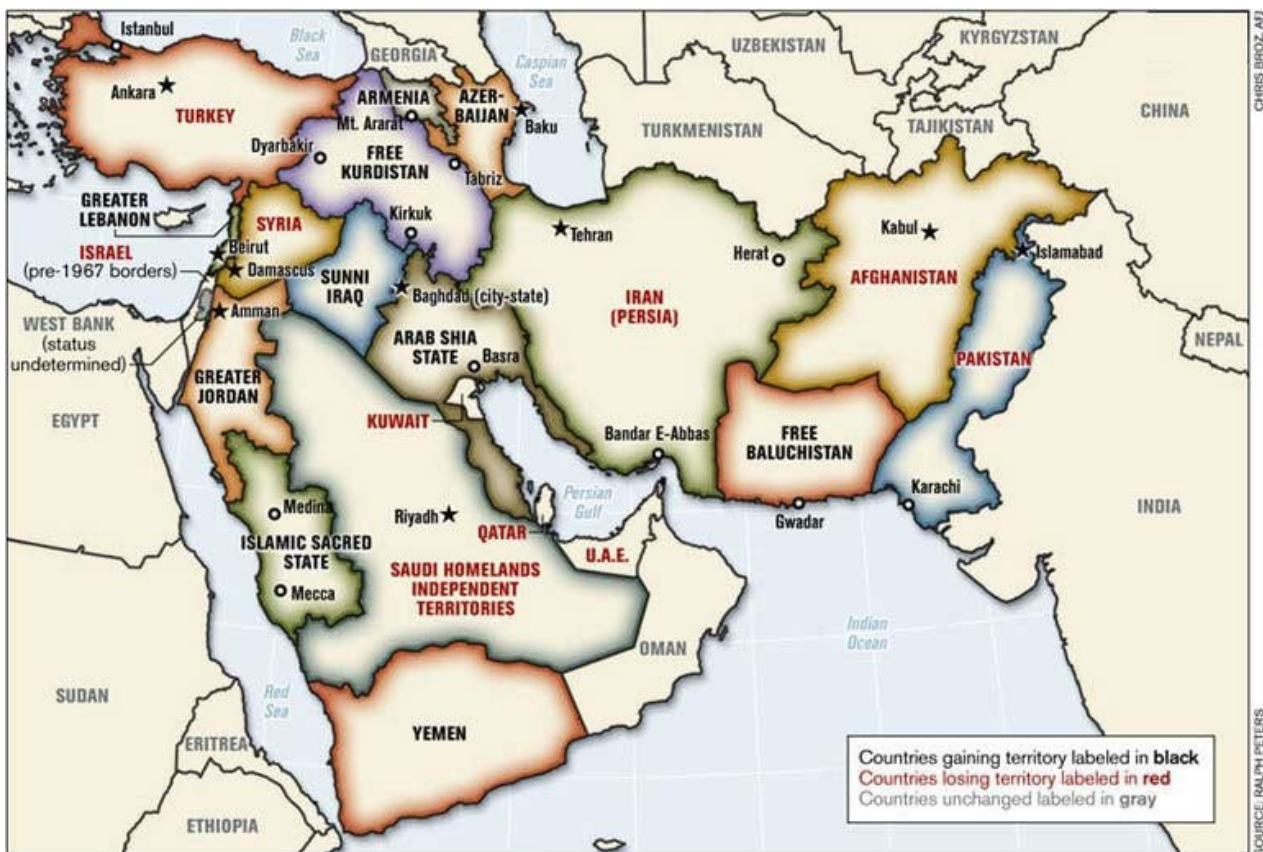 Istanbul
Black
Sea
GEORGIA
Caspian
Sea
UZBEKISTAN
KYRGYZSTAN
CHRIS BROZ, AFJ
Ankara
TURKEY
ARMENIA
Mt. Ararat
AZER-
BAIJAN
Baku
TURKMENISTAN
TAJIKISTAN
CHINA
Dyarbakir
FREE
KURDISTAN
Tabriz
GREATER
LEBANON
SYRIA
Kirkuk
Tehran
Herat
Kabul
Islamabad
ISRAEL
(pre-1967 borders)
Beirut
Damascus
SUNNI
IRAQ
Baghdad (city-state)
IRAN
(PERSIA)
AFGHANISTAN
WEST BANK
(status
undetermined)
Amman
ARAB SHIA
STATE
Basra
PAKISTAN
NEPAL
GREATER
JORDAN
EGYPT
KUWAIT
Bandar E-Abbas
FREE
BALUCHISTAN
Karachi
Medina
Riyadh
Persian
Gulf
Gwadar
INDIA
ISLAMIC SACRED
STATE
QATAR
U.A.E.
Mecca
SAUDI HOMELANDS
INDEPENDENT
TERRITORIES
OMAN
Indian
Ocean
SUDAN
Red
Sea
YEMEN
ERITREA
ETHIOPIA
Countries gaining territory labeled in black
Countries losing territory labeled in red
Countries unchanged labeled in gray
SOURCE: RALPH PETERS